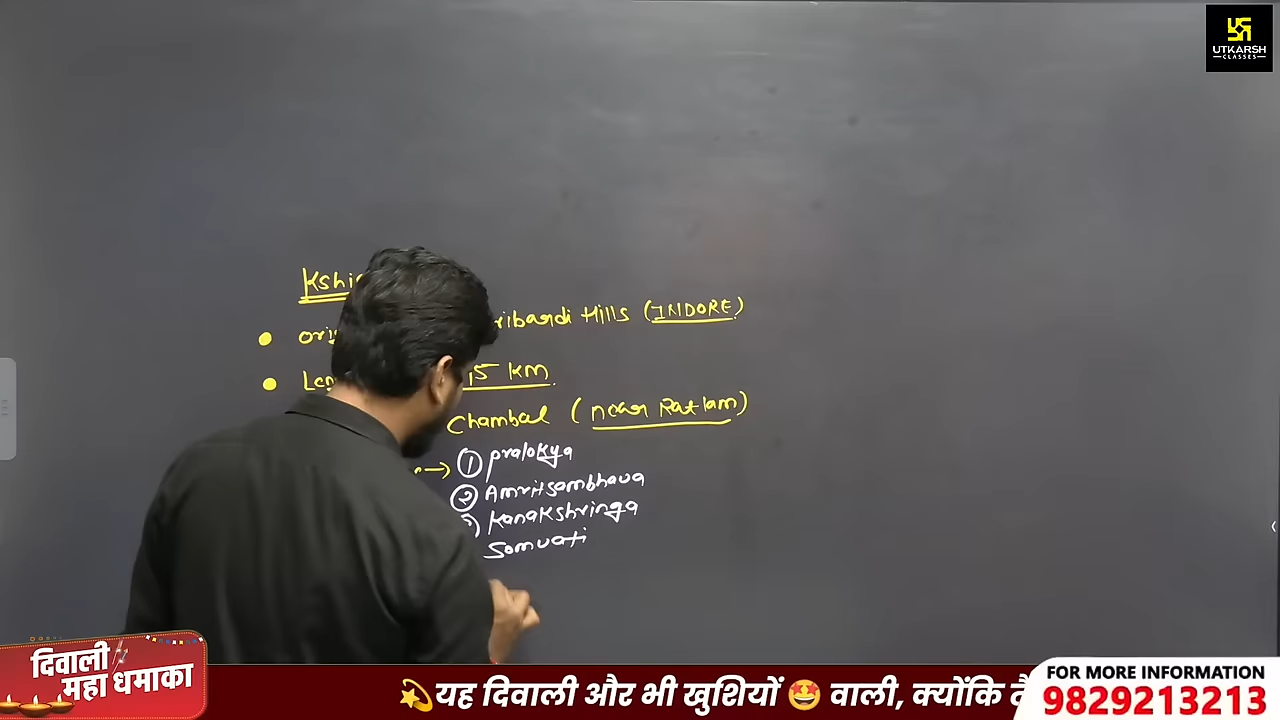 UTKARSH
CLASSES
Kshi
• ori ribardi Hills (INDORE)
• Len 15 KM
Chambal (near Ratlam)
→ ① pralokya
② Amritsambhava
kanakshringa
Somvati
दिवाली
महा धमाका
💫यह दिवाली और भी खुशियों 🤩 वाली, क्योंकि
FOR MORE INFORMATION
9829213213